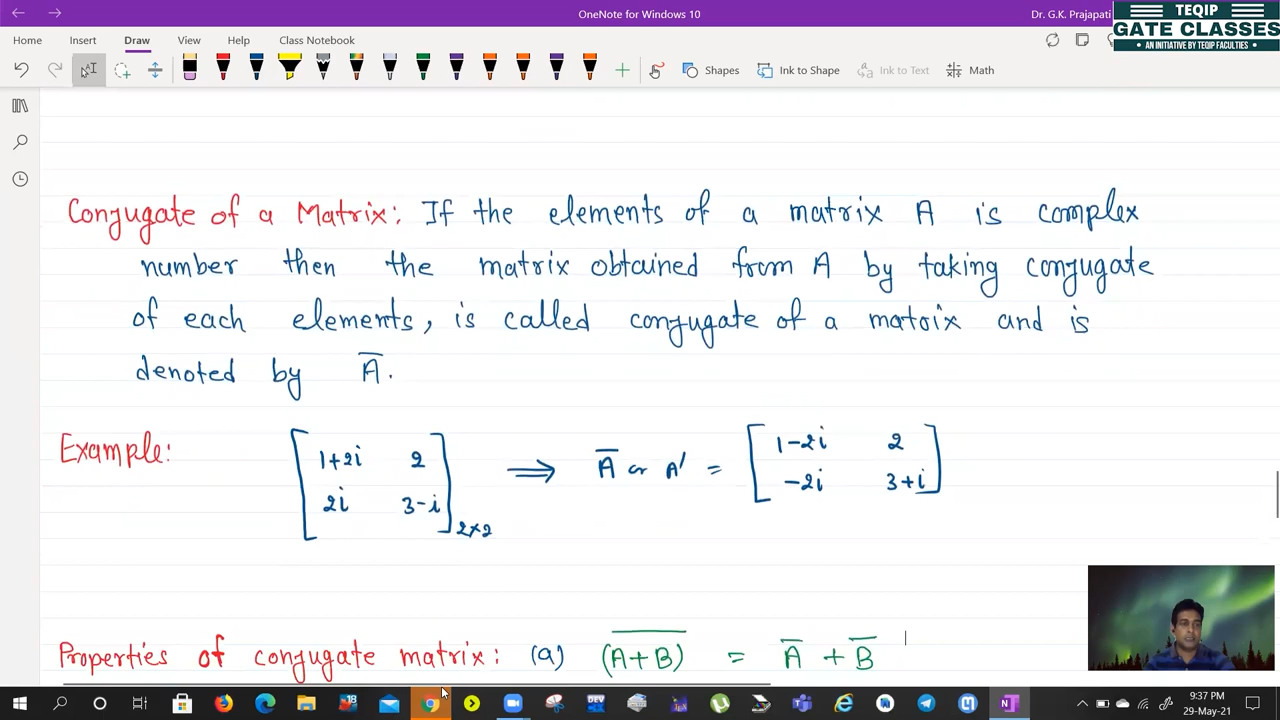 OneNote for Windows 10
Dr. G.K. Prajapati
TEQIP
GATE CLASSES
AN INITIATIVE BY TEQIP FACULTIES
Home Insert Draw View Help Class Notebook
Shapes Ink to Shape Ink to Text Math
Conjugate of a Matrix: If the elements of a matrix A is complex
number then the matrix obtained from A by taking conjugate
of each elements, is called conjugate of a matrix and is
denoted by A̅.
Example: [1+2i 2
2i 3-i]2×2 ⟹ A̅ or A' = [1-2i 2
-2i 3+i]
Properties of conjugate matrix: (a) \overline{(A+B)} = A̅ + B̅
9:37 PM
29-May-21